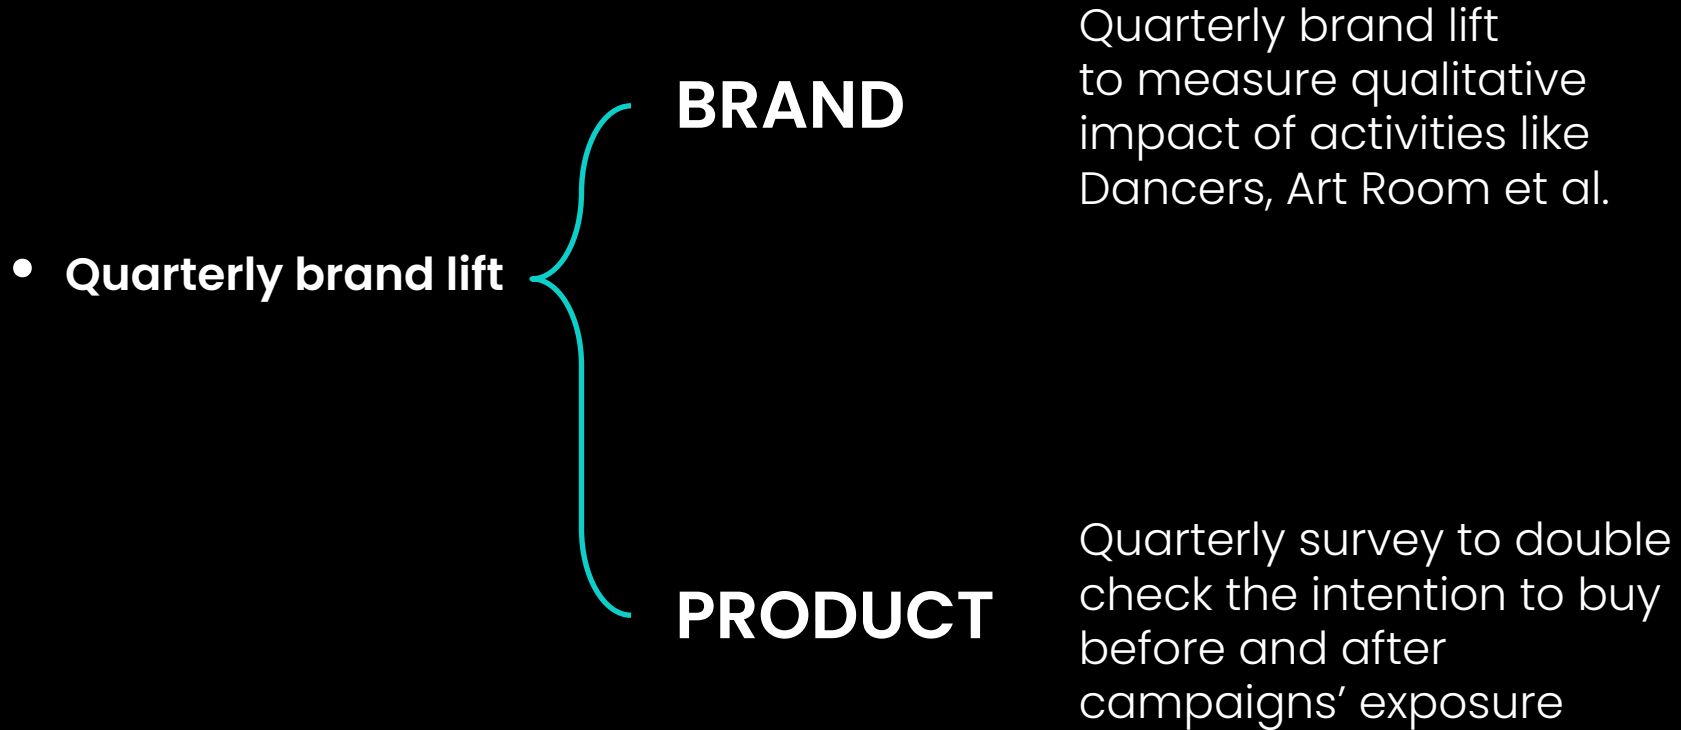 • Quarterly brand lift
BRAND
Quarterly brand lift
to measure qualitative
impact of activities like
Dancers, Art Room et al.
PRODUCT
Quarterly survey to double
check the intention to buy
before and after
campaigns’ exposure